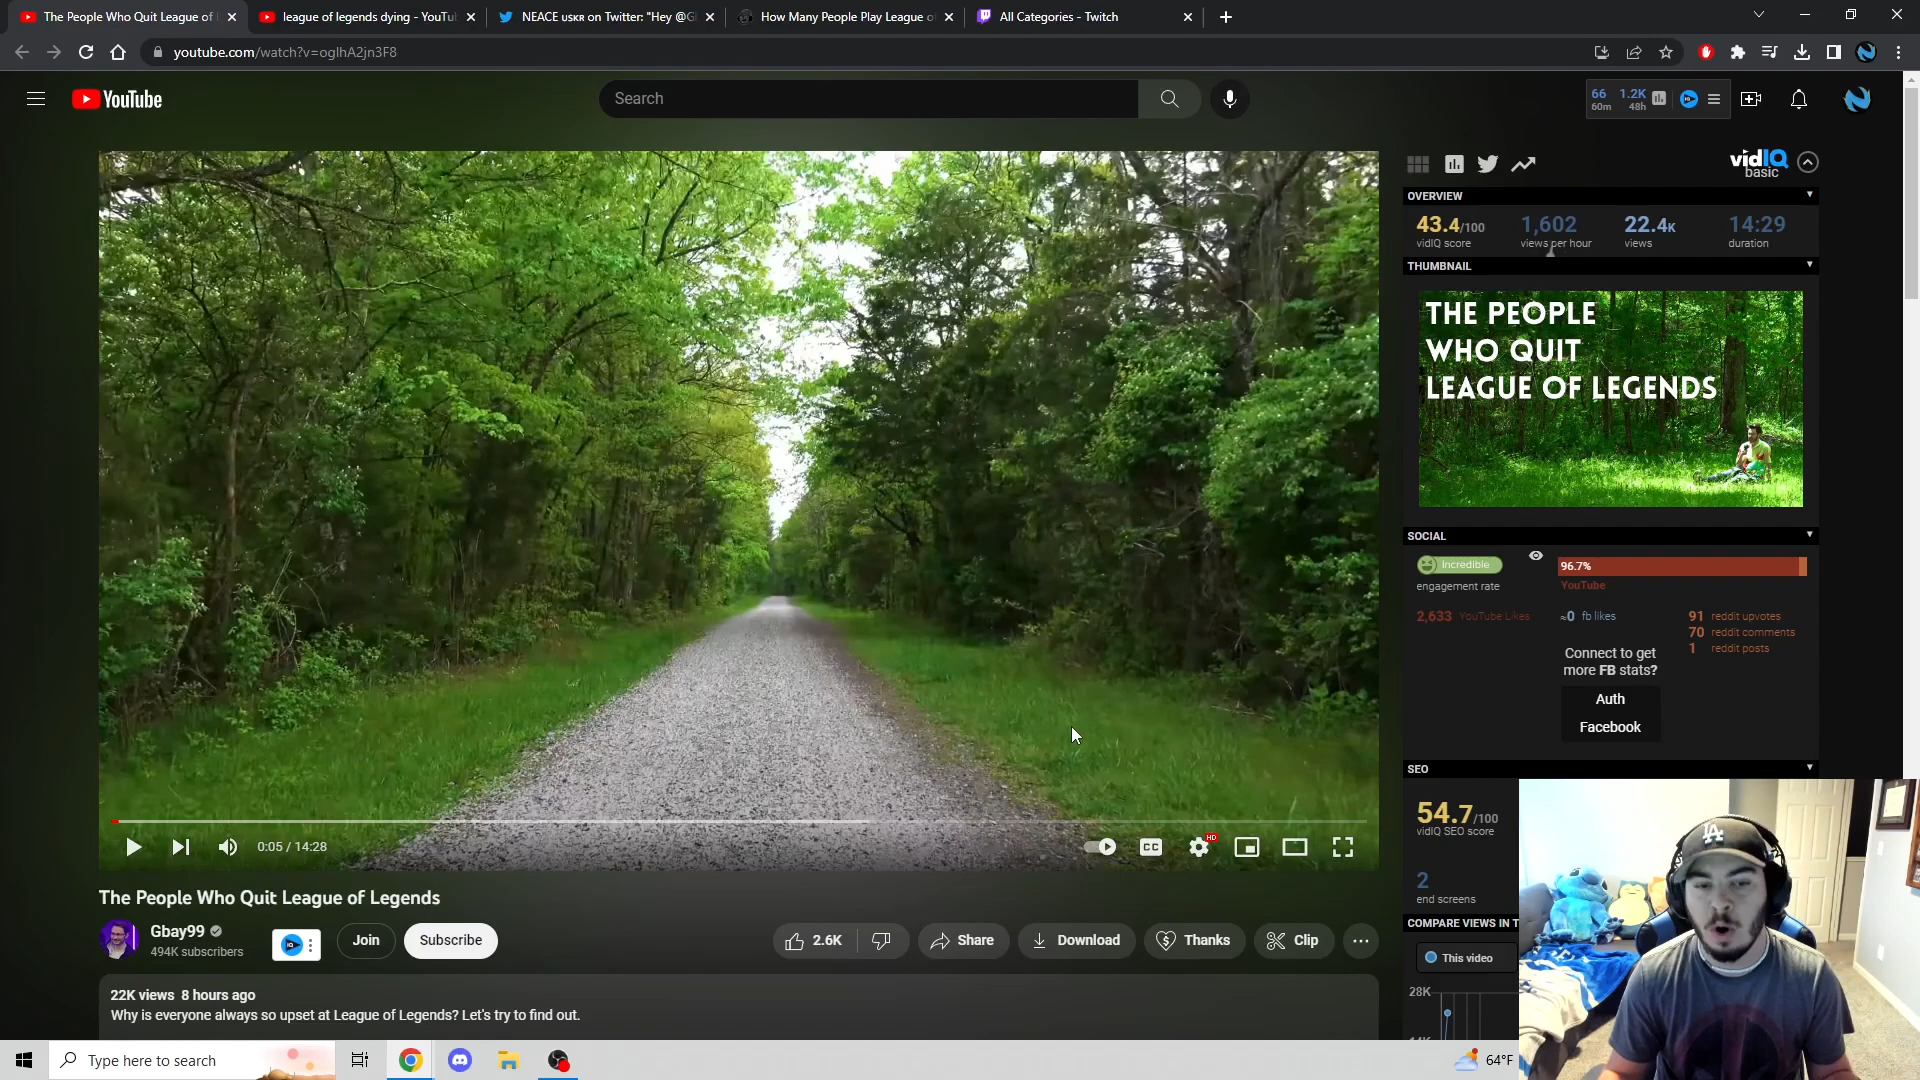 The People Who Quit League of
league of legends dying - YouTu
NEACE ᴜsᴋʀ on Twitter: "Hey @G
How Many People Play League o
All Categories - Twitch
youtube.com/watch?v=oglhA2jn3F8
YouTube
Search
66
60m
1.2K
48h
vidIQ
basic
OVERVIEW
43.4/100
vidIQ score
1,602
views per hour
22.4K
views
14:29
duration
THUMBNAIL
THE PEOPLE
WHO QUIT
LEAGUE OF LEGENDS
SOCIAL
Incredible
engagement rate
96.7%
YouTube
2,633 YouTube Likes
≈0 fb likes
91 reddit upvotes
70 reddit comments
1 reddit posts
Connect to get
more FB stats?
Auth
Facebook
SEO
54.7/100
vidIQ SEO score
2
end screens
COMPARE VIEWS IN T
This video
28K
0:05 / 14:28
CC
HD
The People Who Quit League of Legends
Gbay99
494K subscribers
Join
Subscribe
2.6K
Share
Download
Thanks
Clip
22K views 8 hours ago
Why is everyone always so upset at League of Legends? Let's try to find out.
Type here to search
64°F
LA